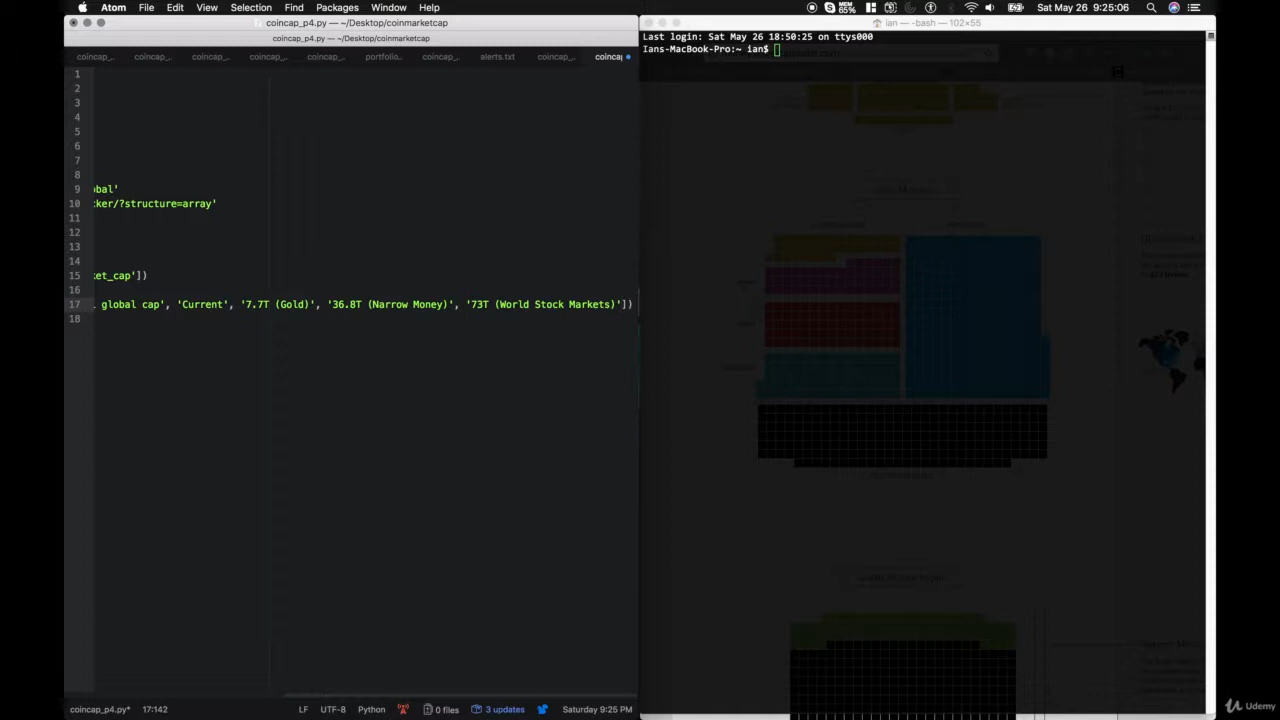 Atom File Edit View Selection Find Packages Window Help
MEM 65% Sat May 26 9:25:06
coincap_p4.py — ~/Desktop/coinmarketcap
ian — -bash — 102×55
coincap_p4.py — ~/Desktop/coinmarketcap
Last login: Sat May 26 18:50:25 on ttys000
Ians-MacBook-Pro:~ ian$
coincap_ coincap_ coincap_ coincap_ coincap_ portfolio. coincap_ alerts.txt coincap_ coincap
1
2
3
4
5
6
7
8
9 obal'
10 cker/?structure=array'
11
12
13
14
15 ket_cap'])
16
17 global cap', 'Current', '7.7T (Gold)', '36.8T (Narrow Money)', '73T (World Stock Markets)'])
18
coincap_p4.py* 17:142 LF UTF-8 Python 0 files 3 updates Saturday 9:25 PM
Udemy